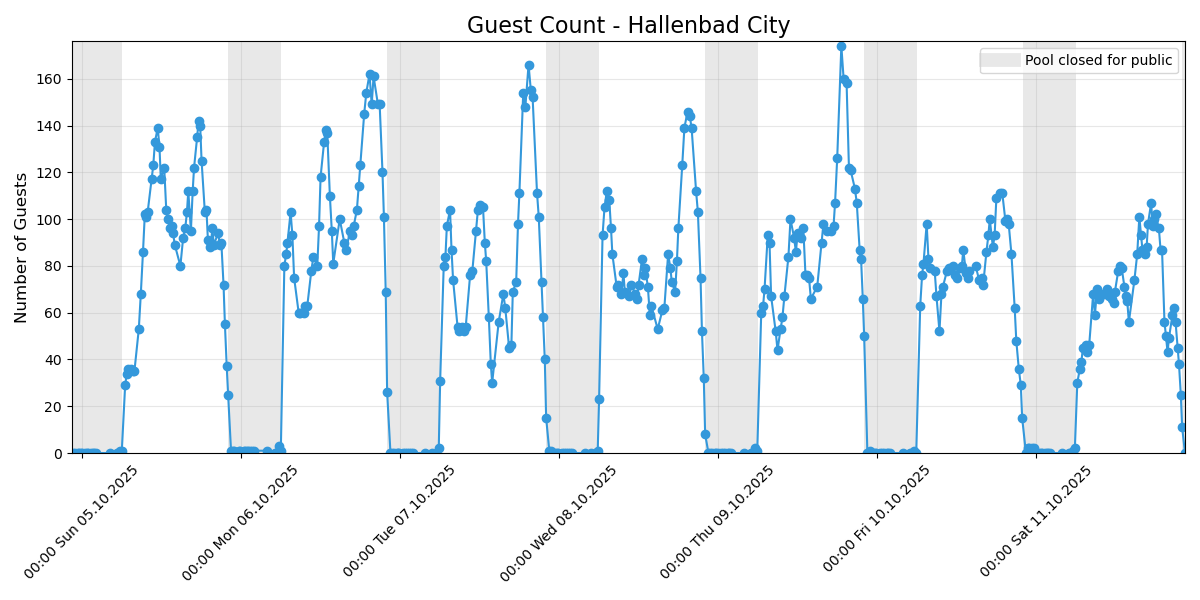 Guest Count - Hallenbad City
Pool closed for public
Number of Guests
160
140
120
100
80
60
40
20
0
00:00 Sun 05.10.2025
00:00 Mon 06.10.2025
00:00 Tue 07.10.2025
00:00 Wed 08.10.2025
00:00 Thu 09.10.2025
00:00 Fri 10.10.2025
00:00 Sat 11.10.2025